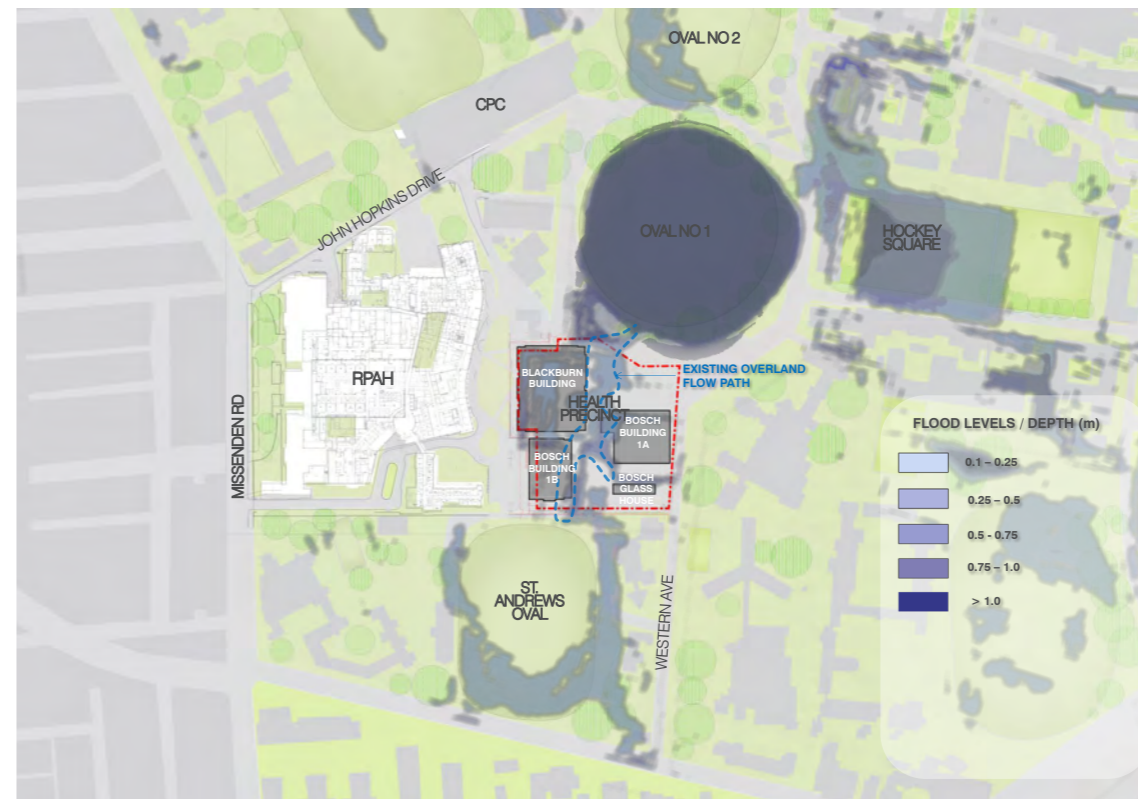 OVAL NO 2
CPC
JOHN HOPKINS DRIVE
OVAL NO 1
HOCKEY
SQUARE
MISSENDEN RD
RPAH
BLACKBURN
BUILDING
HEALTH
PRECINCT
EXISTING OVERLAND
FLOW PATH
BOSCH
BUILDING
1A
BOSCH
BUILDING
1B
BOSCH
GLASS
HOUSE
ST.
ANDREWS
OVAL
WESTERN AVE
FLOOD LEVELS / DEPTH (m)
0.1 – 0.25
0.25 – 0.5
0.5 - 0.75
0.75 – 1.0
> 1.0